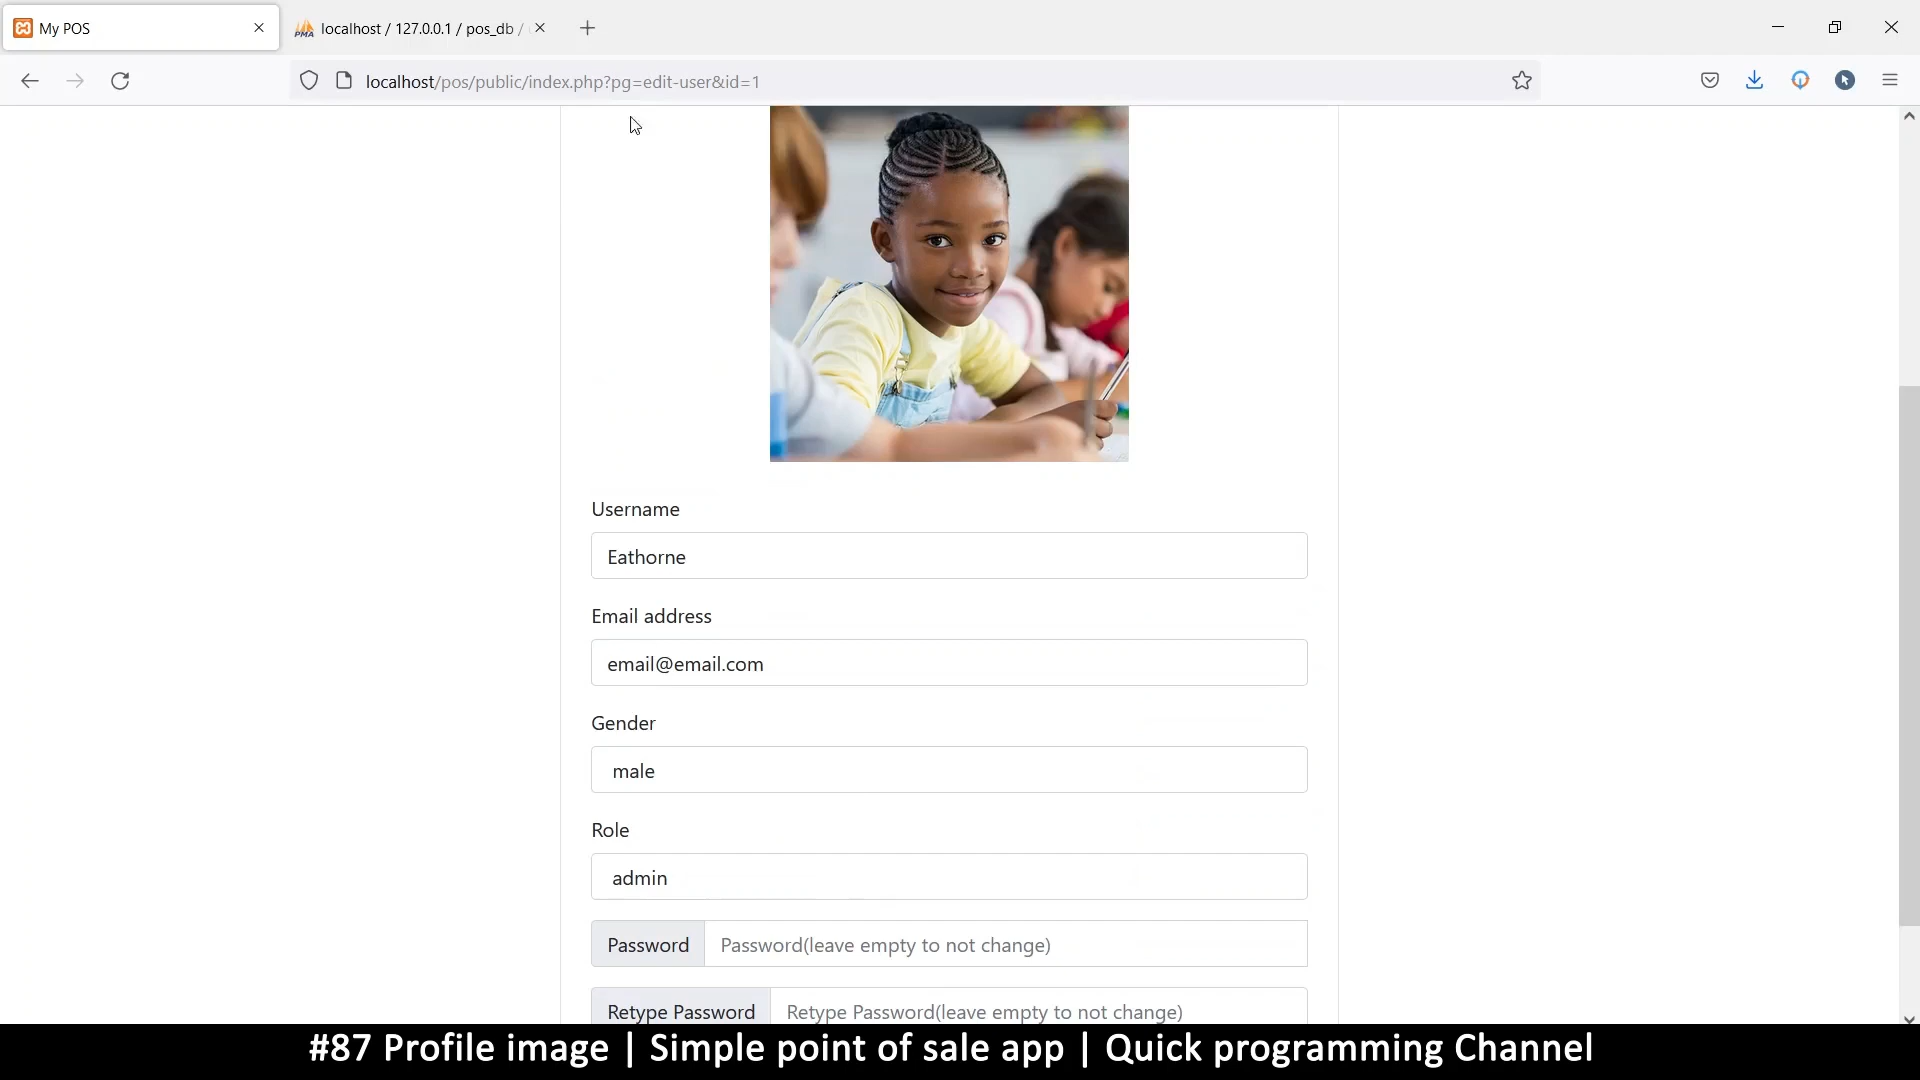 My POS
localhost / 127.0.0.1 / pos_db /
localhost/pos/public/index.php?pg=edit-user&id=1
Username
Eathorne
Email address
email@email.com
Gender
male
Role
admin
Password Password(leave empty to not change)
Retype Password Retype Password(leave empty to not change)
#87 Profile image | Simple point of sale app | Quick programming Channel